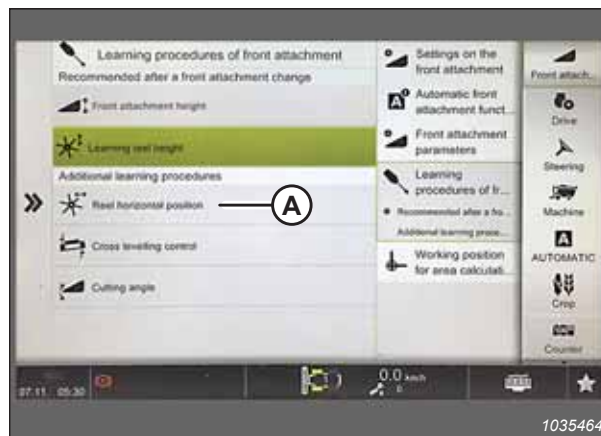 Learning procedures of front attachment
Recommended after a front attachment change
Front attachment height
Learning reel height
Additional learning procedures
Reel horizontal position
A
Cross levelling control
Cutting angle
Settings on the
front attachment
Automatic front
attachment funct...
Front attachment
parameters
Learning
procedures of fr...
Recommended after a fro...
Additional learning proce...
Working position
for area calculati...
Front attach...
Drive
Steering
Machine
A
AUTOMATIC
Crop
Counter
07.11. 05:30
0.0 km/h
1035464